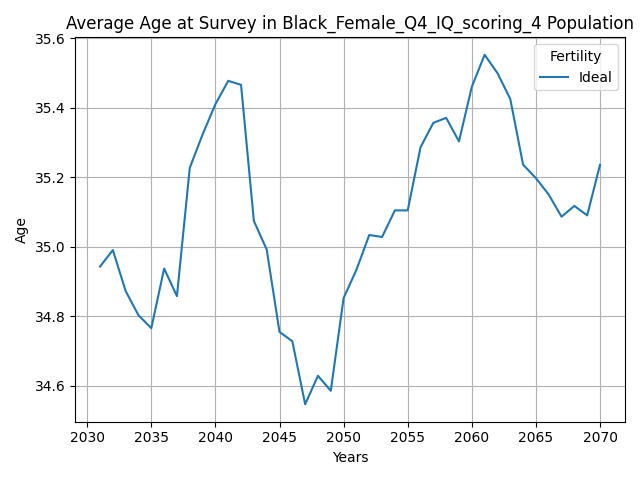 Average Age at Survey in Black_Female_Q4_IQ_scoring_4 Population
35.6
35.4
35.2
35.0
34.8
34.6
Age
Fertility
Ideal
2030 2035 2040 2045 2050 2055 2060 2065 2070
Years